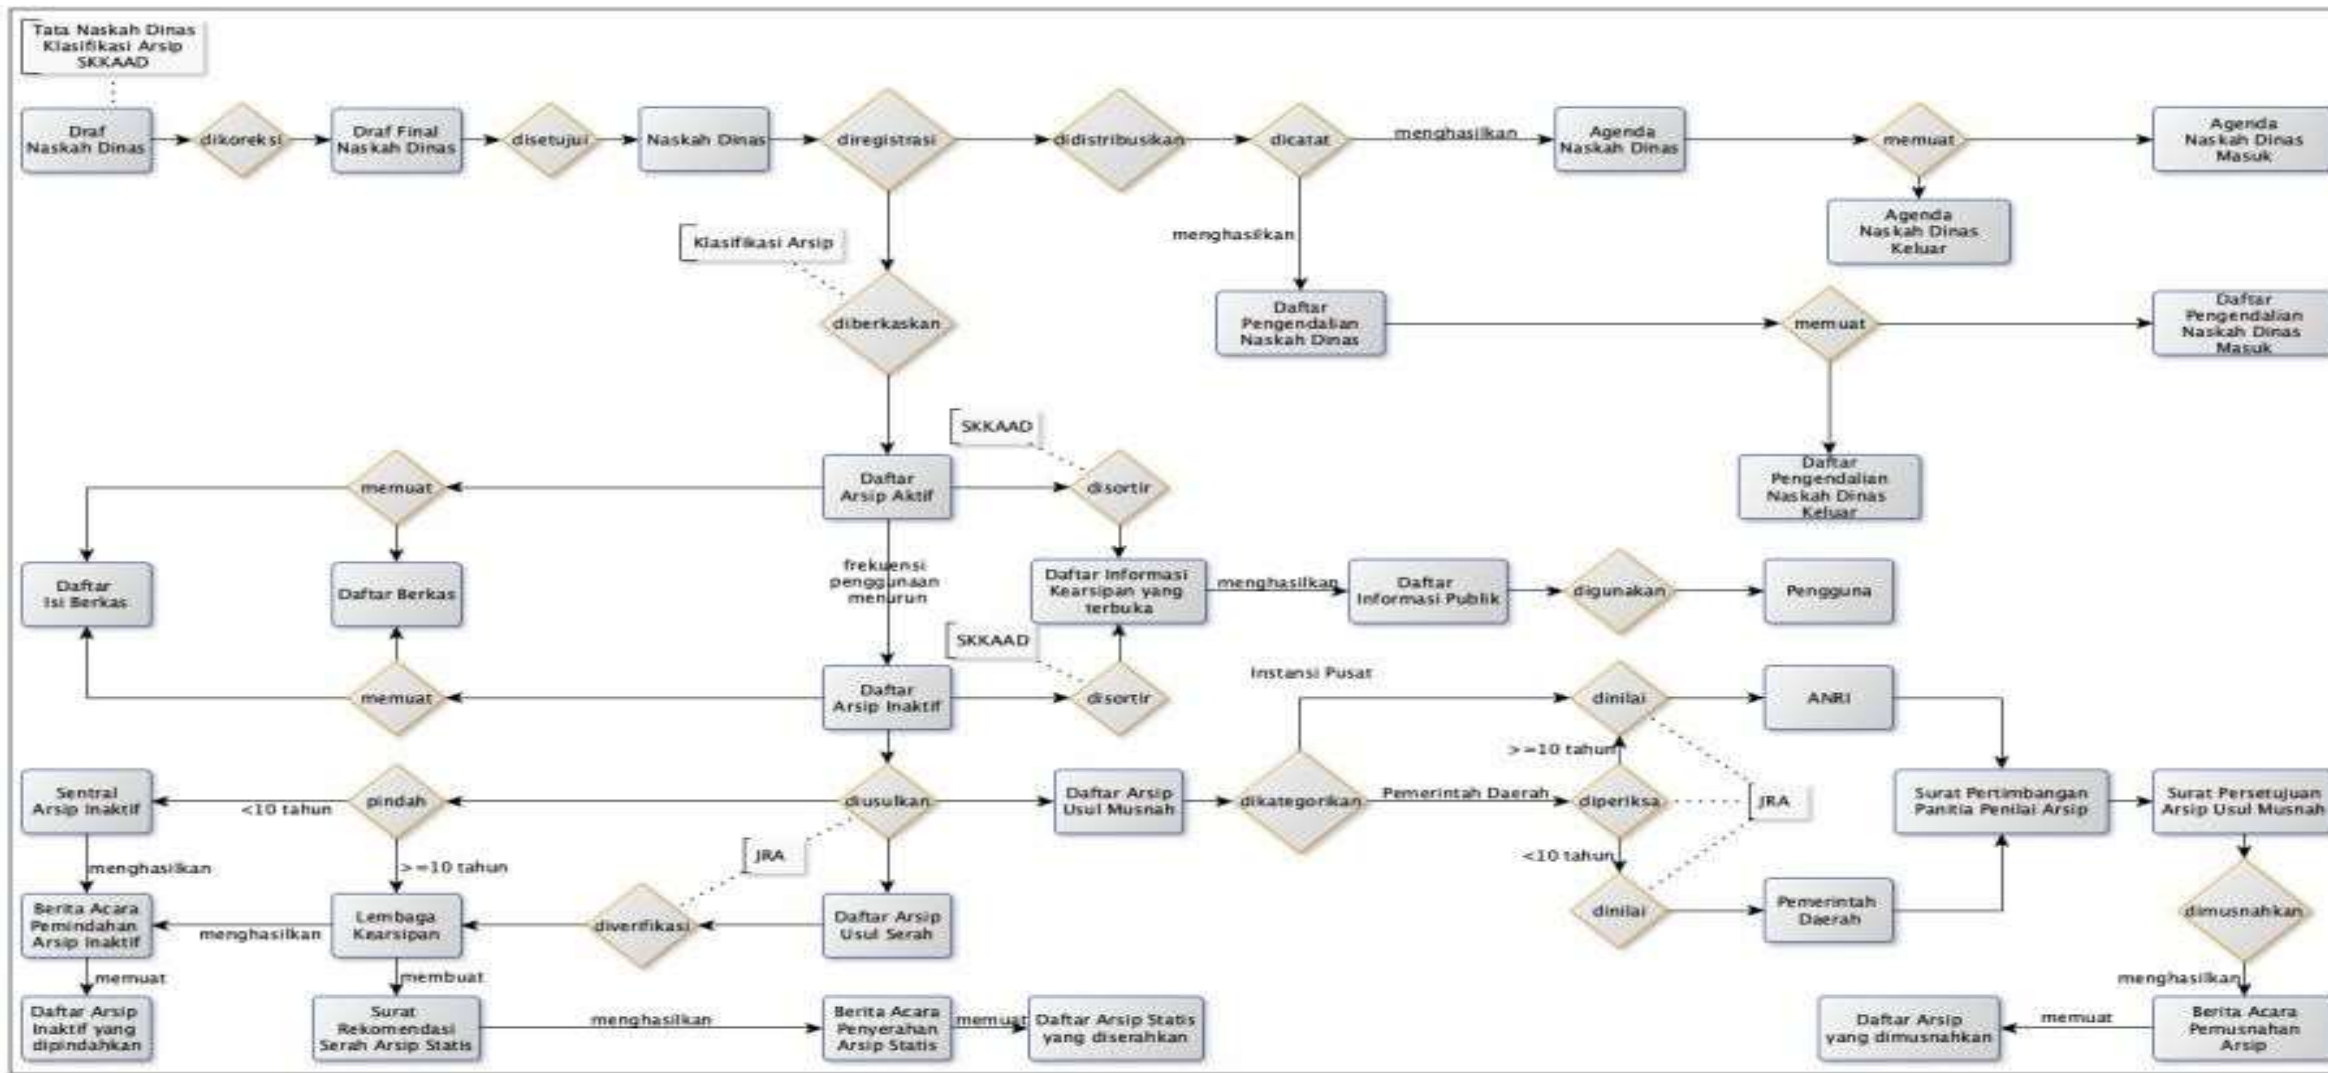 Tata Naskah Dinas
Klasifikasi Arsip
SKKAAD
Draf
Naskah Dinas
dikoreksi
Draf Final
Naskah Dinas
disetujui
Naskah Dinas
diregistrasi
didistribusikan
dicatat
menghasilkan
Agenda
Naskah Dinas
memuat
Agenda
Naskah Dinas
Masuk
Agenda
Naskah Dinas
Keluar
Klasifikasi Arsip
menghasilkan
diberkaskan
Daftar
Pengendalian
Naskah Dinas
memuat
Daftar
Pengendalian
Naskah Dinas
Masuk
SKKAAD
Daftar
Pengendalian
Naskah Dinas
Keluar
memuat
Daftar
Arsip Aktif
disortir
Daftar
Isi Berkas
Daftar Berkas
frekuensi
penggunaan
menurun
Daftar Informasi
Kearsipan yang
terbuka
menghasilkan
Daftar
Informasi Publik
digunakan
Pengguna
SKKAAD
memuat
Daftar
Arsip Inaktif
disortir
Instansi Pusat
dinilai
ANRI
>=10 tahun
Sentral
Arsip Inaktif
<10 tahun
pindah
diusulkan
Daftar Arsip
Usul Musnah
dikategorikan
Pemerintah Daerah
diperiksa
JRA
Surat Pertimbangan
Panitia Penilai Arsip
Surat Persetujuan
Arsip Usul Musnah
menghasilkan
>=10 tahun
JRA
<10 tahun
Berita Acara
Pemindahan
Arsip Inaktif
menghasilkan
Lembaga
Kearsipan
diverifikasi
Daftar Arsip
Usul Serah
dinilai
Pemerintah
Daerah
dimusnahkan
memuat
membuat
menghasilkan
Daftar Arsip
Inaktif yang
dipindahkan
Surat
Rekomendasi
Serah Arsip Statis
menghasilkan
Berita Acara
Penyerahan
Arsip Statis
memuat
Daftar Arsip Statis
yang diserahkan
Daftar Arsip
yang dimusnahkan
memuat
Berita Acara
Pemusnahan
Arsip